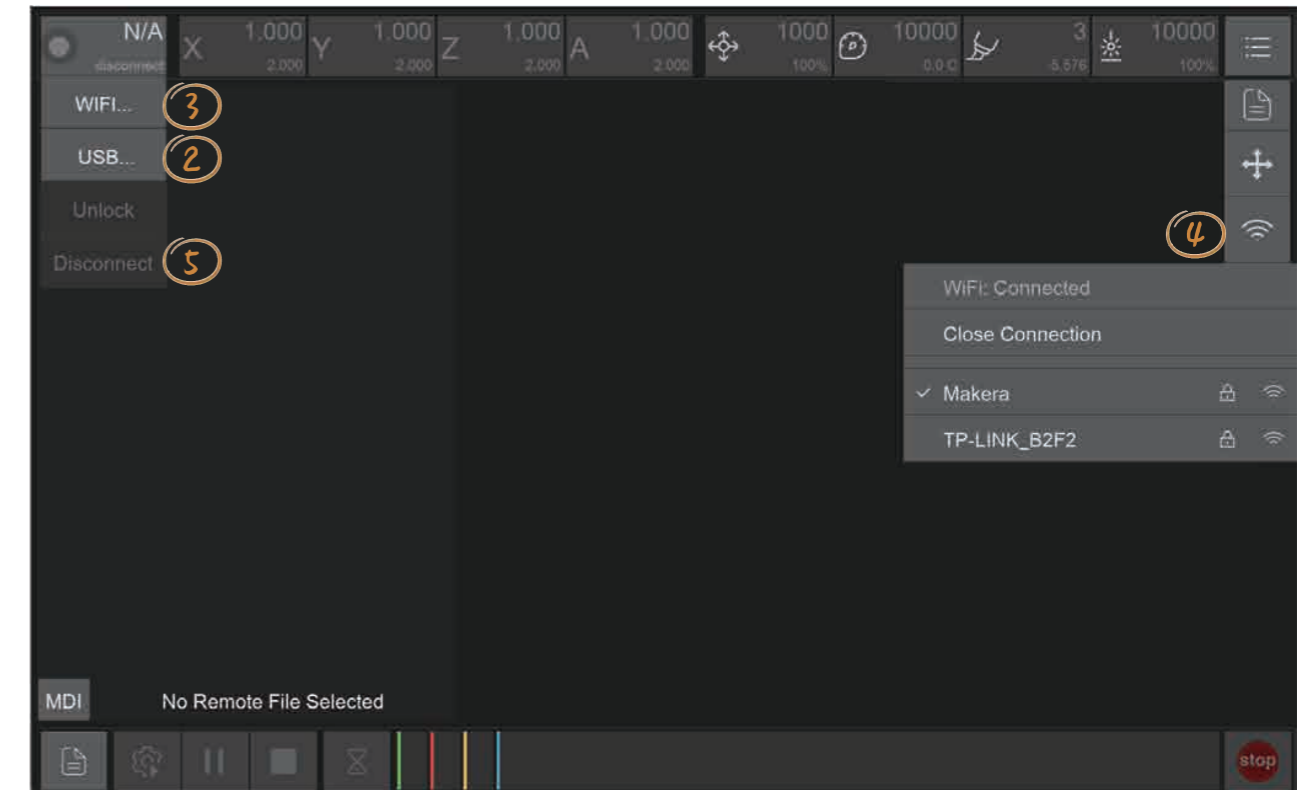 N/A
disconnect
X 1.000 2.000
Y 1.000 2.000
Z 1.000 2.000
A 1.000 2.000
1000 100%
10000 0.0 C
3 -5.576
10000 100%
WIFI... 3
USB... 2
Unlock
Disconnect 5
4
WiFi: Connected
Close Connection
Makera
TP-LINK_B2F2
MDI No Remote File Selected
stop